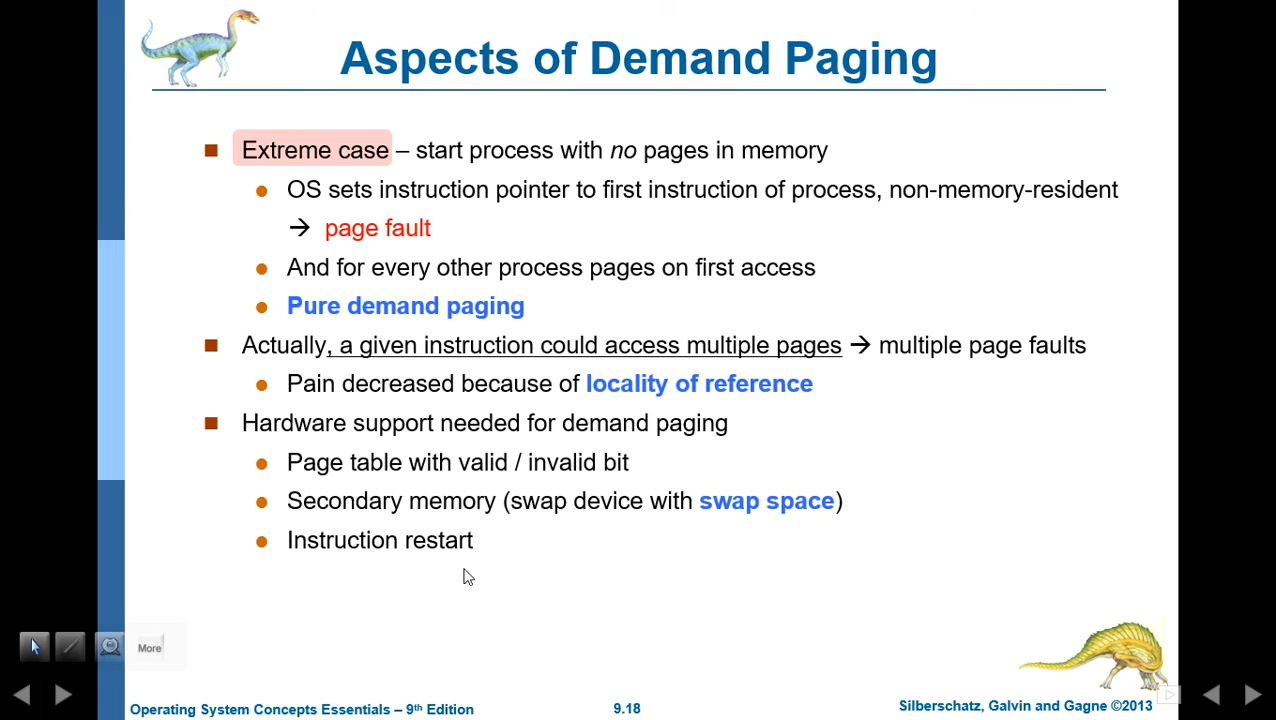 Aspects of Demand Paging
Extreme case – start process with no pages in memory
OS sets instruction pointer to first instruction of process, non-memory-resident
→ page fault
And for every other process pages on first access
Pure demand paging
Actually, a given instruction could access multiple pages → multiple page faults
Pain decreased because of locality of reference
Hardware support needed for demand paging
Page table with valid / invalid bit
Secondary memory (swap device with swap space)
Instruction restart
More
Operating System Concepts Essentials – 9th Edition
9.18
Silberschatz, Galvin and Gagne ©2013